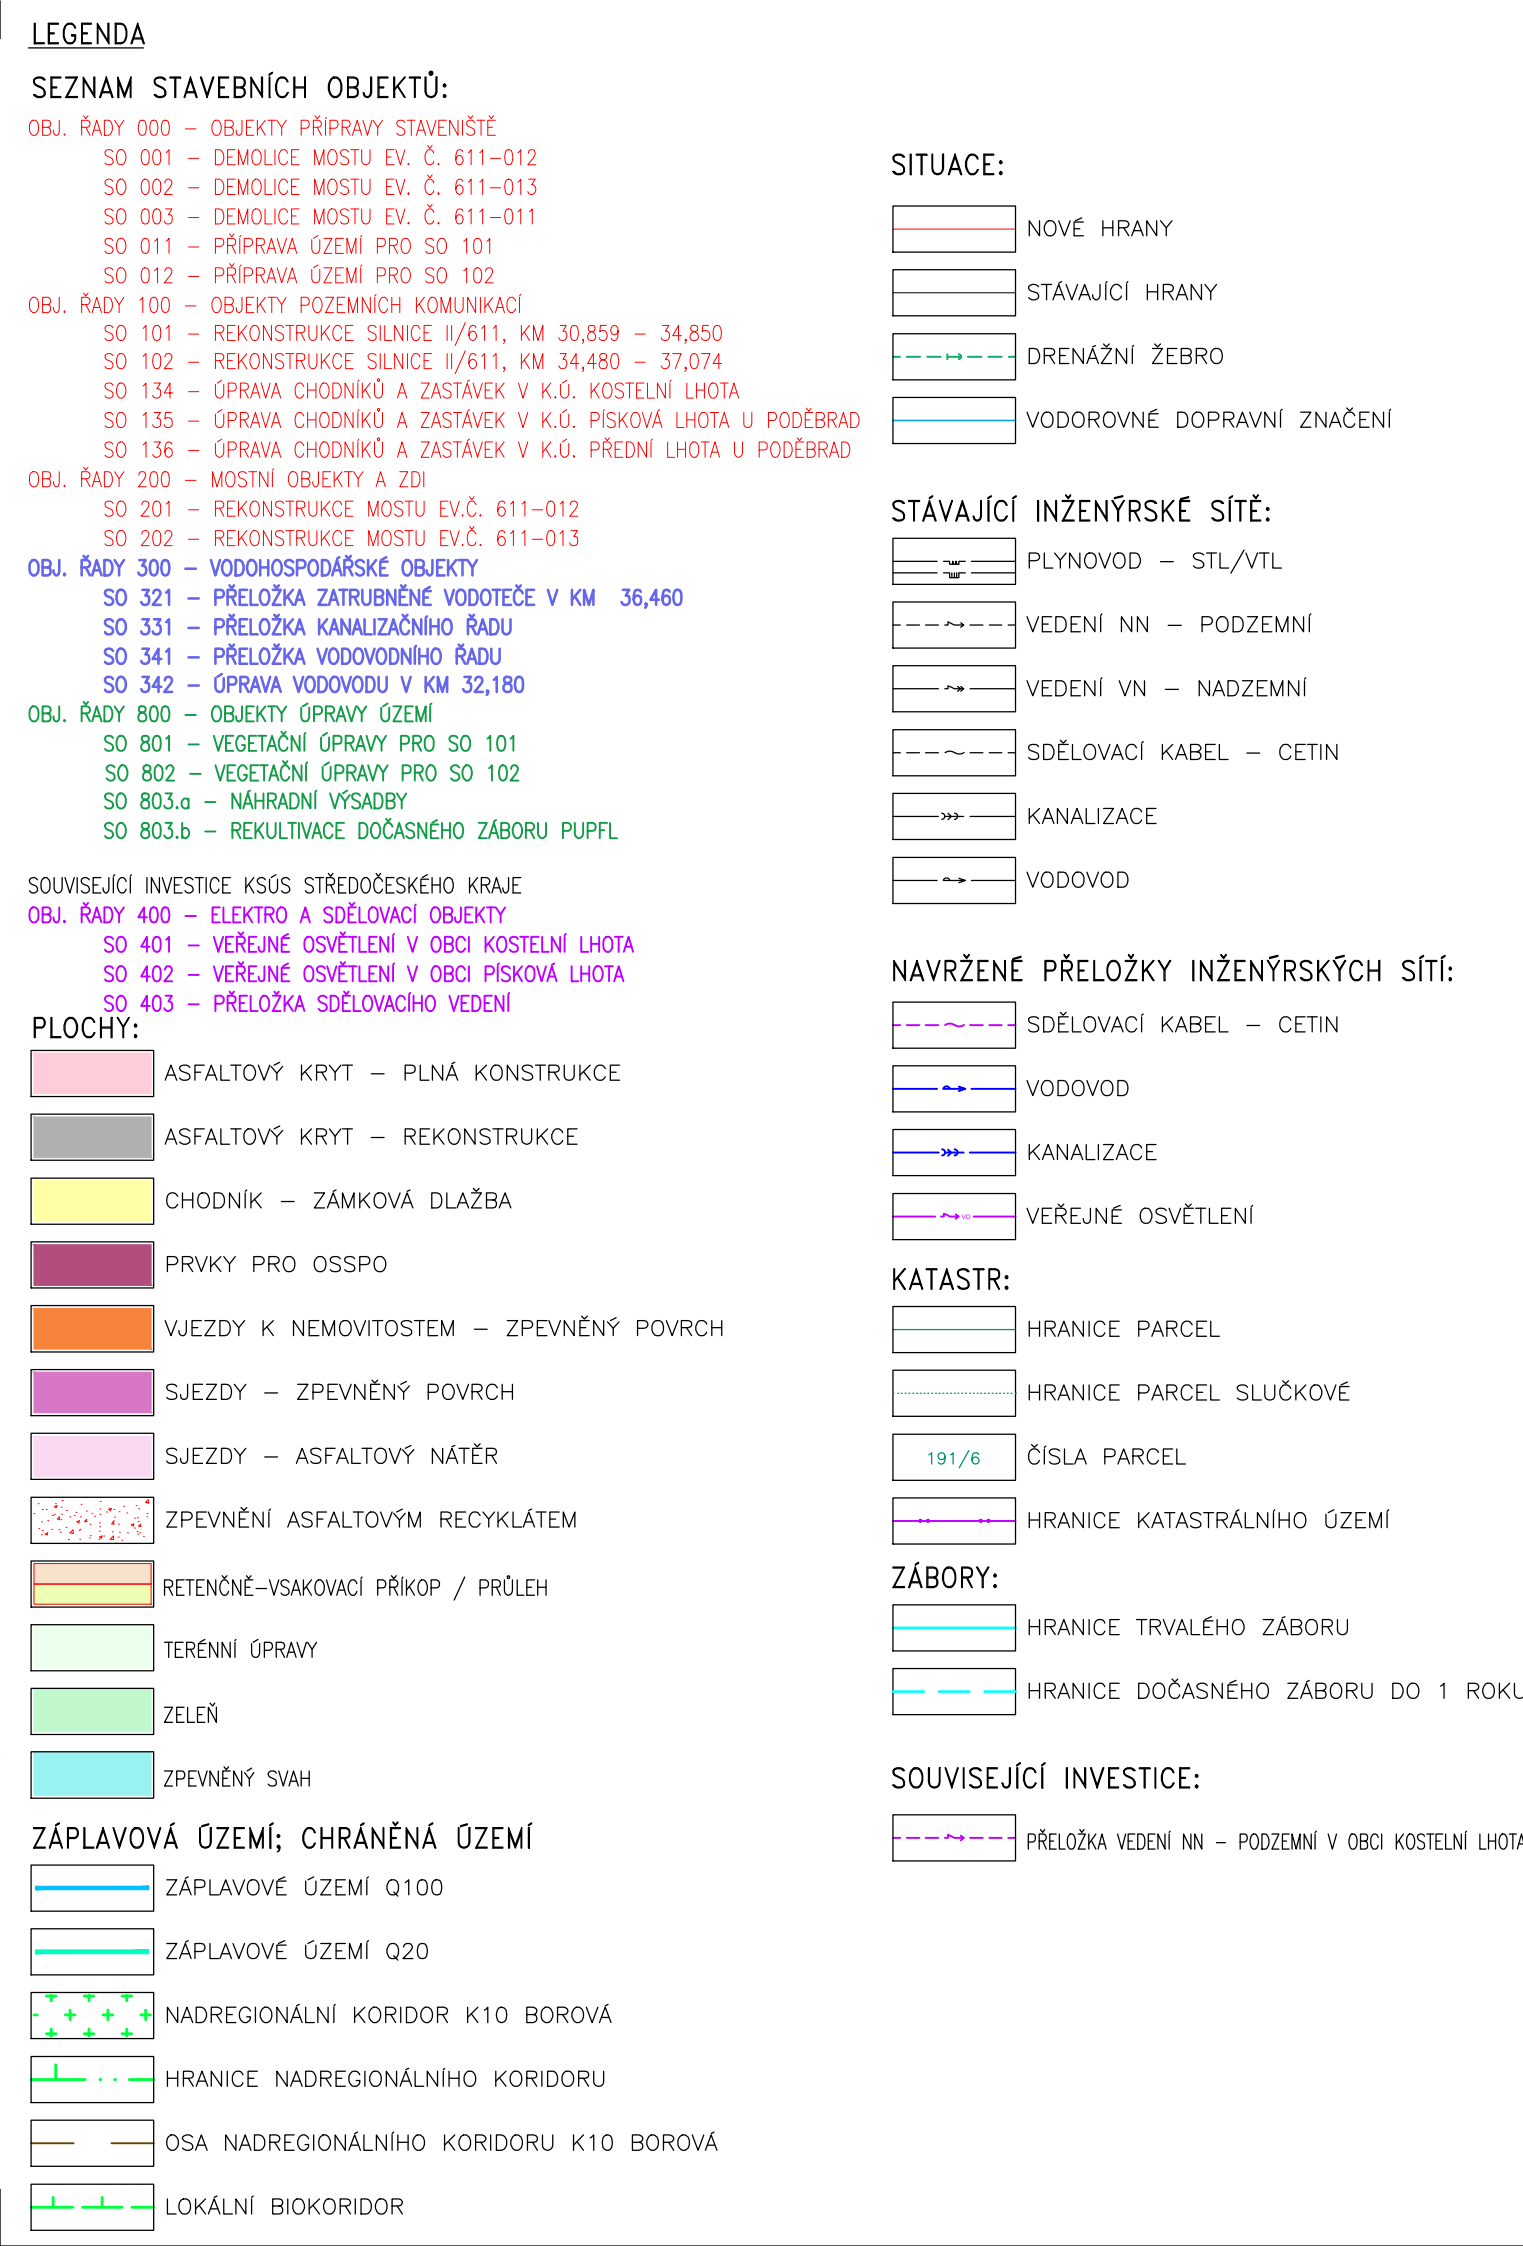 LEGENDA
SEZNAM STAVEBNÍCH OBJEKTŮ:
OBJ. ŘADY 000 – OBJEKTY PŘÍPRAVY STAVENIŠTĚ
SO 001 – DEMOLICE MOSTU EV. Č. 611–012
SO 002 – DEMOLICE MOSTU EV. Č. 611–013
SO 003 – DEMOLICE MOSTU EV. Č. 611–011
SO 011 – PŘÍPRAVA ÚZEMÍ PRO SO 101
SO 012 – PŘÍPRAVA ÚZEMÍ PRO SO 102
OBJ. ŘADY 100 – OBJEKTY POZEMNÍCH KOMUNIKACÍ
SO 101 – REKONSTRUKCE SILNICE II/611, KM 30,859 – 34,850
SO 102 – REKONSTRUKCE SILNICE II/611, KM 34,480 – 37,074
SO 134 – ÚPRAVA CHODNÍKŮ A ZASTÁVEK V K.Ú. KOSTELNÍ LHOTA
SO 135 – ÚPRAVA CHODNÍKŮ A ZASTÁVEK V K.Ú. PÍSKOVÁ LHOTA U PODĚBRAD
SO 136 – ÚPRAVA CHODNÍKŮ A ZASTÁVEK V K.Ú. PŘEDNÍ LHOTA U PODĚBRAD
OBJ. ŘADY 200 – MOSTNÍ OBJEKTY A ZDI
SO 201 – REKONSTRUKCE MOSTU EV.Č. 611–012
SO 202 – REKONSTRUKCE MOSTU EV.Č. 611–013
OBJ. ŘADY 300 – VODOHOSPODÁŘSKÉ OBJEKTY
SO 321 – PŘELOŽKA ZATRUBNĚNÉ VODOTEČE V KM 36,460
SO 331 – PŘELOŽKA KANALIZAČNÍHO ŘADU
SO 341 – PŘELOŽKA VODOVODNÍHO ŘADU
SO 342 – ÚPRAVA VODOVODU V KM 32,180
OBJ. ŘADY 800 – OBJEKTY ÚPRAVY ÚZEMÍ
SO 801 – VEGETAČNÍ ÚPRAVY PRO SO 101
SO 802 – VEGETAČNÍ ÚPRAVY PRO SO 102
SO 803.a – NÁHRADNÍ VÝSADBY
SO 803.b – REKULTIVACE DOČASNÉHO ZÁBORU PUPFL
SOUVISEJÍCÍ INVESTICE KSÚS STŘEDOČESKÉHO KRAJE
OBJ. ŘADY 400 – ELEKTRO A SDĚLOVACÍ OBJEKTY
SO 401 – VEŘEJNÉ OSVĚTLENÍ V OBCI KOSTELNÍ LHOTA
SO 402 – VEŘEJNÉ OSVĚTLENÍ V OBCI PÍSKOVÁ LHOTA
SO 403 – PŘELOŽKA SDĚLOVACÍHO VEDENÍ
PLOCHY:
ASFALTOVÝ KRYT – PLNÁ KONSTRUKCE
ASFALTOVÝ KRYT – REKONSTRUKCE
CHODNÍK – ZÁMKOVÁ DLAŽBA
PRVKY PRO OSSPO
VJEZDY K NEMOVITOSTEM – ZPEVNĚNÝ POVRCH
SJEZDY – ZPEVNĚNÝ POVRCH
SJEZDY – ASFALTOVÝ NÁTĚR
ZPEVNĚNÍ ASFALTOVÝM RECYKLÁTEM
RETENČNĚ–VSAKOVACÍ PŘÍKOP / PRŮLEH
TERÉNNÍ ÚPRAVY
ZELEŇ
ZPEVNĚNÝ SVAH
ZÁPLAVOVÁ ÚZEMÍ; CHRÁNĚNÁ ÚZEMÍ
ZÁPLAVOVÉ ÚZEMÍ Q100
ZÁPLAVOVÉ ÚZEMÍ Q20
NADREGIONÁLNÍ KORIDOR K10 BOROVÁ
HRANICE NADREGIONÁLNÍHO KORIDORU
OSA NADREGIONÁLNÍHO KORIDORU K10 BOROVÁ
LOKÁLNÍ BIOKORIDOR
SITUACE:
NOVÉ HRANY
STÁVAJÍCÍ HRANY
DRENÁŽNÍ ŽEBRO
VODOROVNÉ DOPRAVNÍ ZNAČENÍ
STÁVAJÍCÍ INŽENÝRSKÉ SÍTĚ:
PLYNOVOD – STL/VTL
VEDENÍ NN – PODZEMNÍ
VEDENÍ VN – NADZEMNÍ
SDĚLOVACÍ KABEL – CETIN
KANALIZACE
VODOVOD
NAVRŽENÉ PŘELOŽKY INŽENÝRSKÝCH SÍTÍ:
SDĚLOVACÍ KABEL – CETIN
VODOVOD
KANALIZACE
VO VEŘEJNÉ OSVĚTLENÍ
KATASTR:
HRANICE PARCEL
HRANICE PARCEL SLUČKOVÉ
191/6 ČÍSLA PARCEL
HRANICE KATASTRÁLNÍHO ÚZEMÍ
ZÁBORY:
HRANICE TRVALÉHO ZÁBORU
HRANICE DOČASNÉHO ZÁBORU DO 1 ROKU
SOUVISEJÍCÍ INVESTICE:
PŘELOŽKA VEDENÍ NN – PODZEMNÍ V OBCI KOSTELNÍ LHOTA